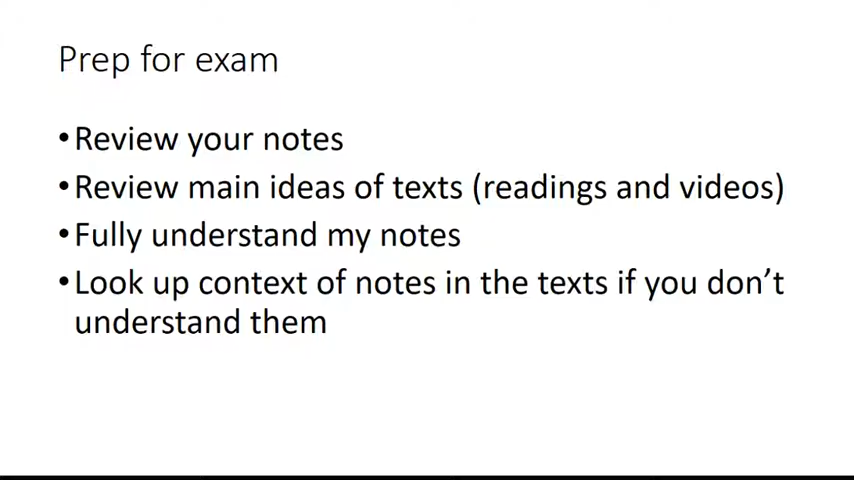 Prep for exam
•Review your notes
•Review main ideas of texts (readings and videos)
•Fully understand my notes
•Look up context of notes in the texts if you don’t
understand them